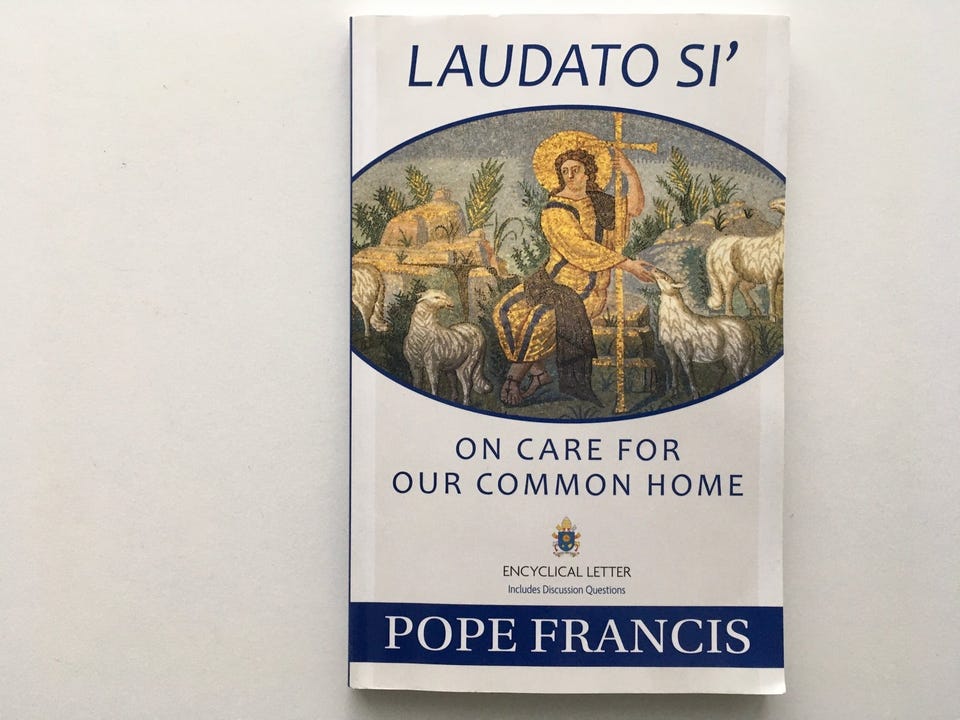 LAUDATO SI’
ON CARE FOR
OUR COMMON HOME
ENCYCLICAL LETTER
Includes Discussion Questions
POPE FRANCIS